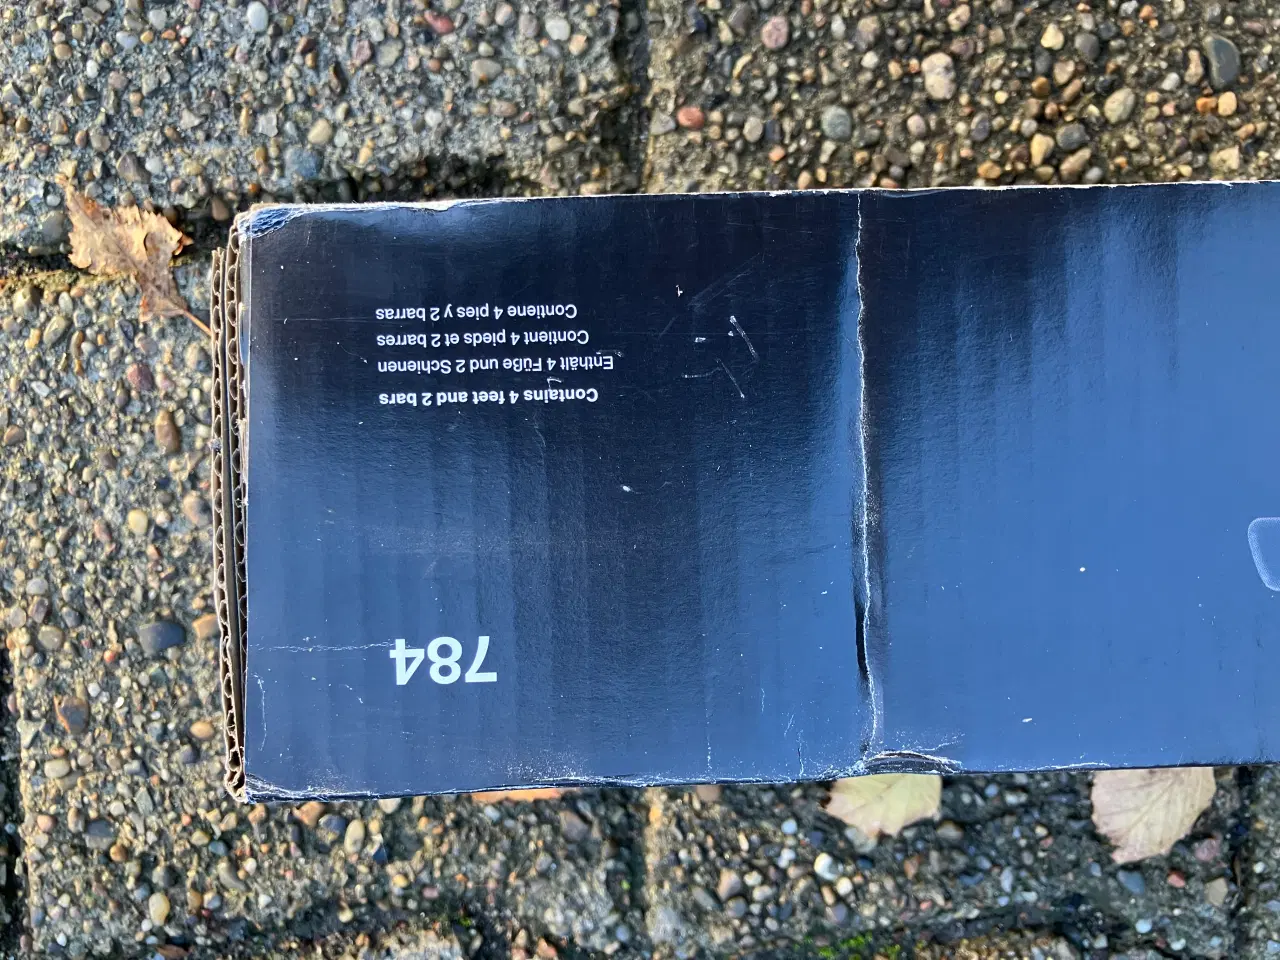 784
Contains 4 feet and 2 bars
Enthält 4 Füße und 2 Schienen
Contient 4 pieds et 2 barres
Contiene 4 pies y 2 barras